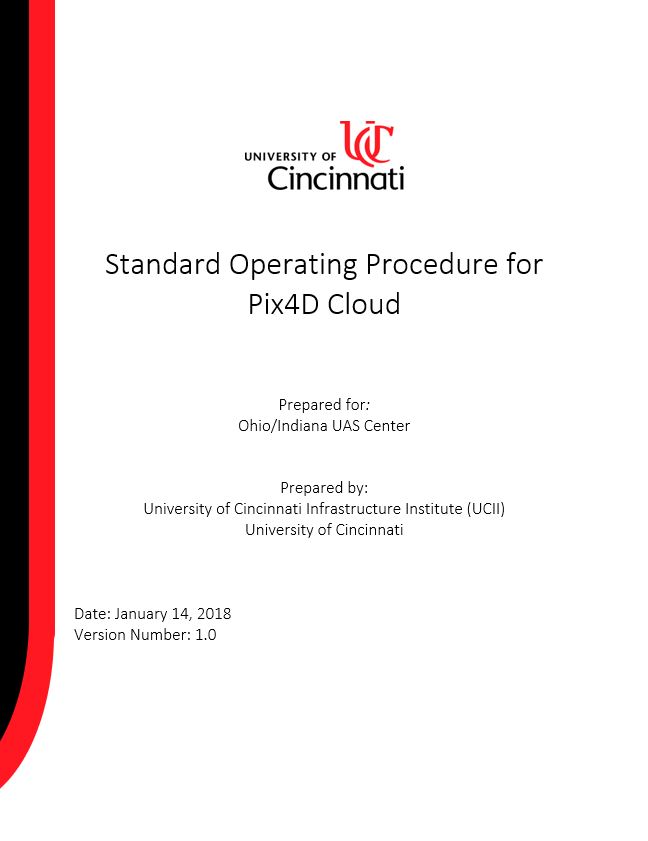 UNIVERSITY OF UC
Cincinnati
Standard Operating Procedure for
Pix4D Cloud
Prepared for:
Ohio/Indiana UAS Center
Prepared by:
University of Cincinnati Infrastructure Institute (UCII)
University of Cincinnati
Date: January 14, 2018
Version Number: 1.0